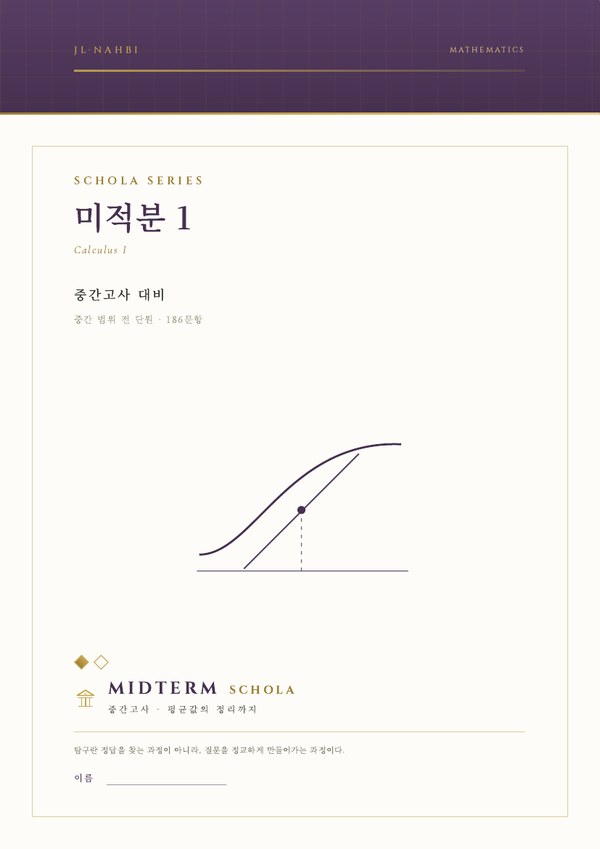 JL·NAHBI
MATHEMATICS
SCHOLA SERIES
미적분 1
Calculus I
중간고사 대비
중간 범위 전 단원 · 186문항
MIDTERM SCHOLA
중간고사 · 평균값의 정리까지
탐구란 정답을 찾는 과정이 아니라, 질문을 정교하게 만들어가는 과정이다.
이름